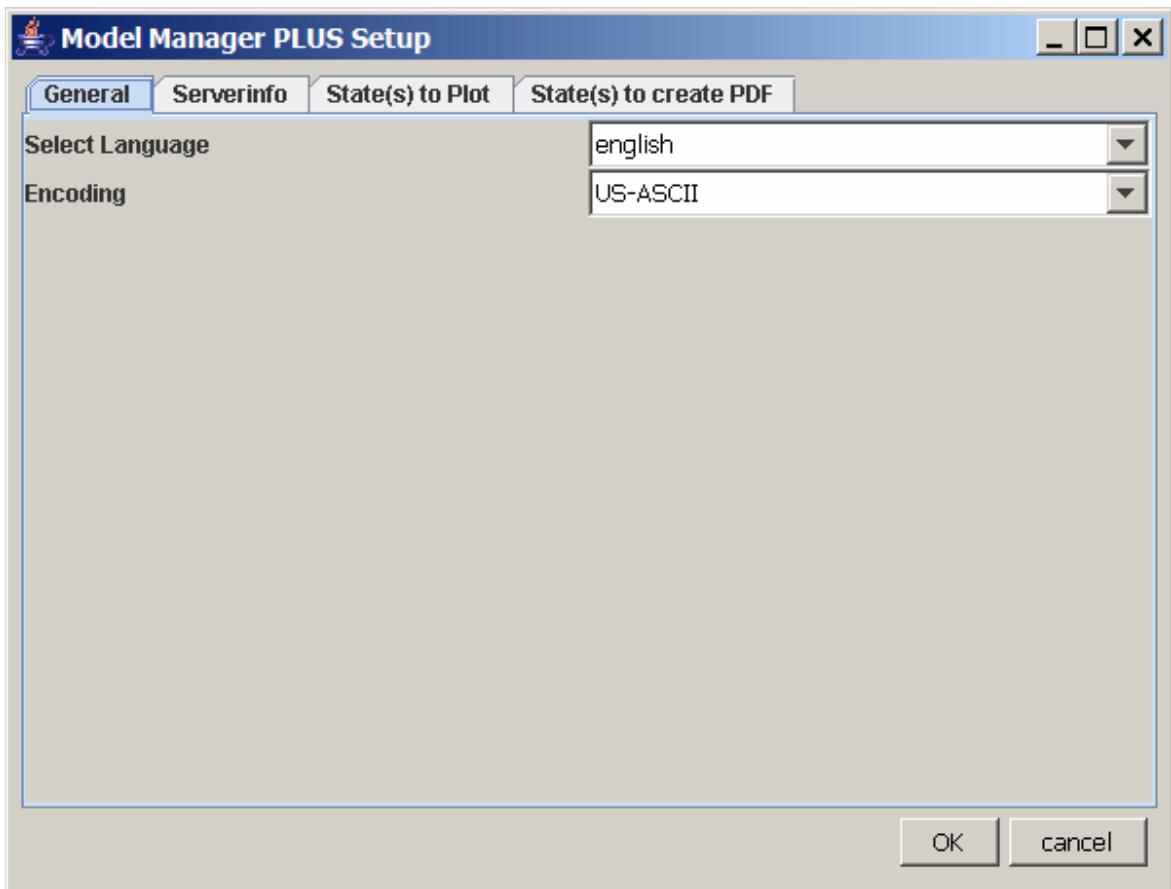 Model Manager PLUS Setup
General Serverinfo State(s) to Plot State(s) to create PDF
Select Language english
Encoding US-ASCII
OK cancel